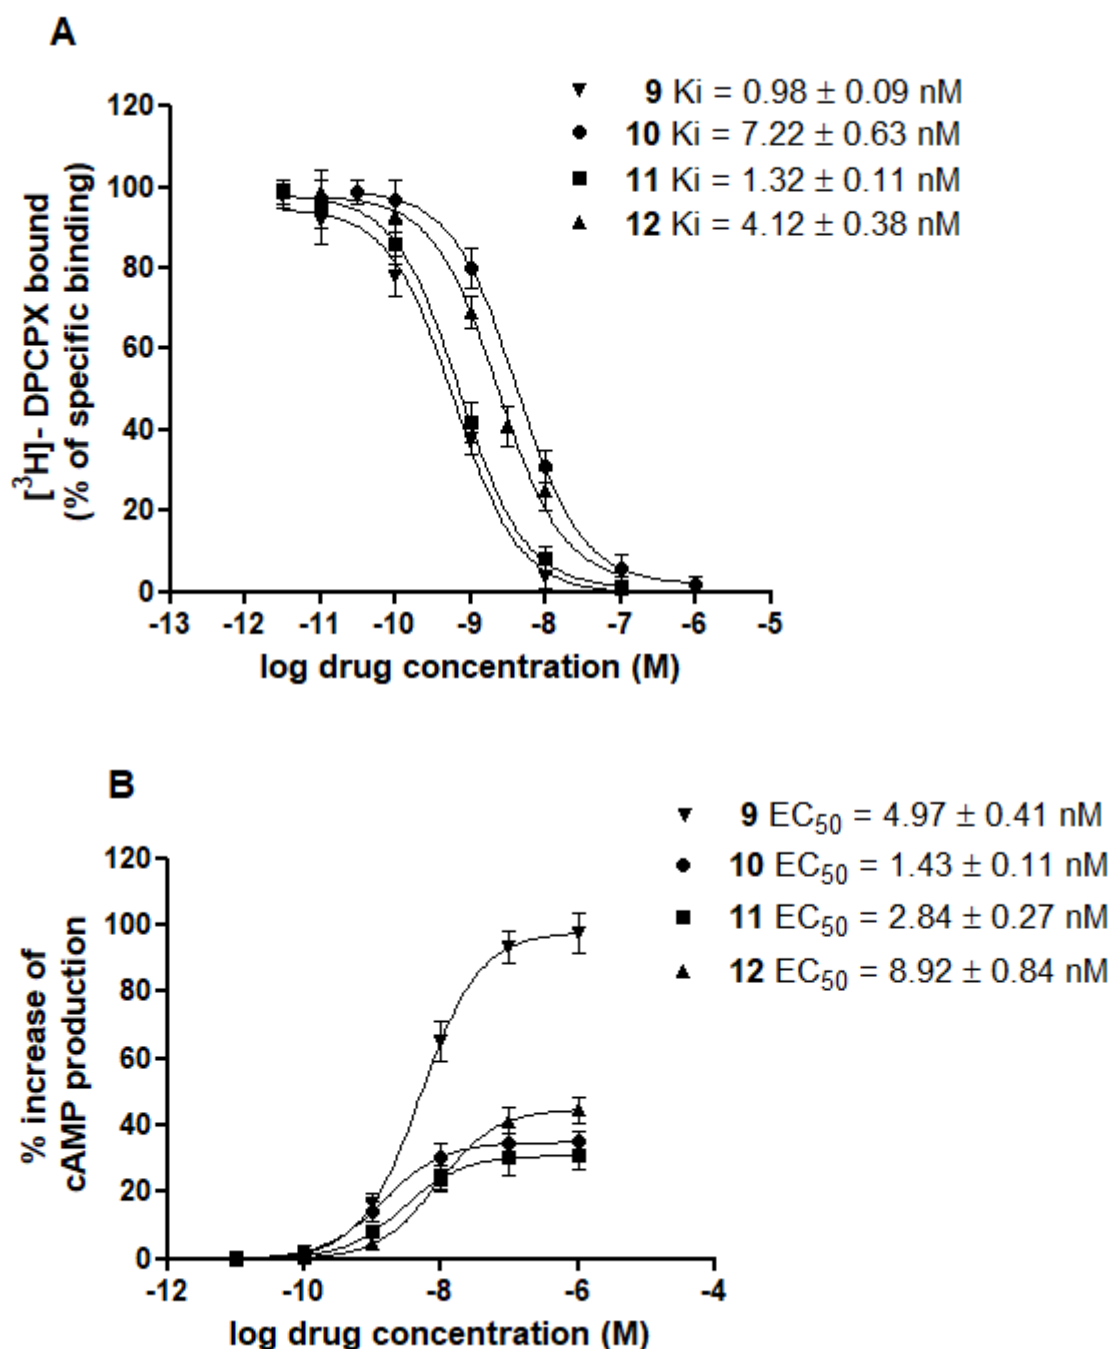 A
9 Ki = 0.98 ± 0.09 nM
10 Ki = 7.22 ± 0.63 nM
11 Ki = 1.32 ± 0.11 nM
12 Ki = 4.12 ± 0.38 nM
[³H]- DPCPX bound
(% of specific binding)
120
100
80
60
40
20
0
-13 -12 -11 -10 -9 -8 -7 -6 -5
log drug concentration (M)
B
9 EC₅₀ = 4.97 ± 0.41 nM
10 EC₅₀ = 1.43 ± 0.11 nM
11 EC₅₀ = 2.84 ± 0.27 nM
12 EC₅₀ = 8.92 ± 0.84 nM
% increase of
cAMP production
120
100
80
60
40
20
0
-12 -10 -8 -6 -4
log drug concentration (M)